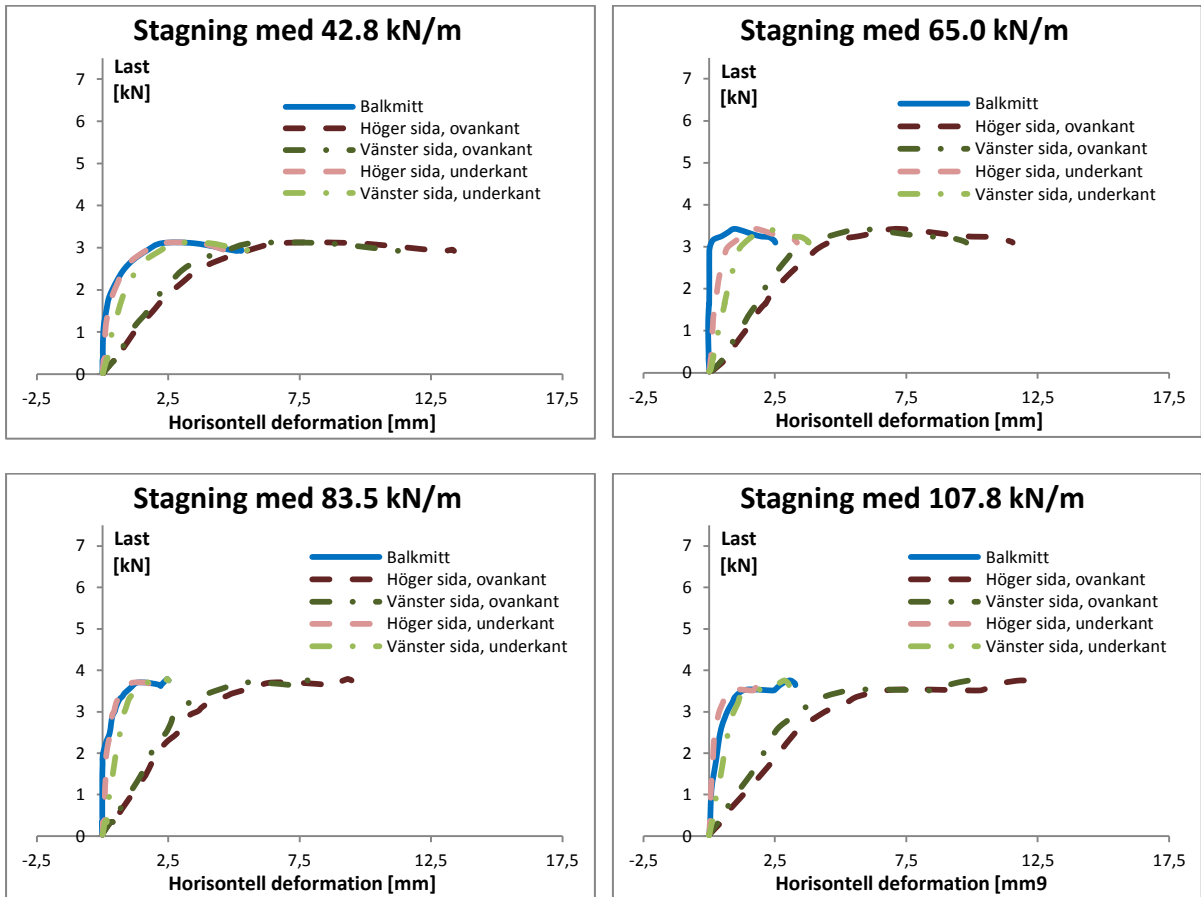 Stagning med 42.8 kN/m
Last
[kN]
7
6
5
4
3
2
1
0
Balkmitt
Höger sida, ovankant
Vänster sida, ovankant
Höger sida, underkant
Vänster sida, underkant
-2,5 2,5 7,5 12,5 17,5
Horisontell deformation [mm]
Stagning med 65.0 kN/m
Last
[kN]
7
6
5
4
3
2
1
0
Balkmitt
Höger sida, ovankant
Vänster sida, ovankant
Höger sida, underkant
Vänster sida, underkant
-2,5 2,5 7,5 12,5 17,5
Horisontell deformation [mm]
Stagning med 83.5 kN/m
Last
[kN]
7
6
5
4
3
2
1
0
Balkmitt
Höger sida, ovankant
Vänster sida, ovankant
Höger sida, underkant
Vänster sida, underkant
-2,5 2,5 7,5 12,5 17,5
Horisontell deformation [mm]
Stagning med 107.8 kN/m
Last
[kN]
7
6
5
4
3
2
1
0
Balkmitt
Höger sida, ovankant
Vänster sida, ovankant
Höger sida, underkant
Vänster sida, underkant
-2,5 2,5 7,5 12,5 17,5
Horisontell deformation [mm9